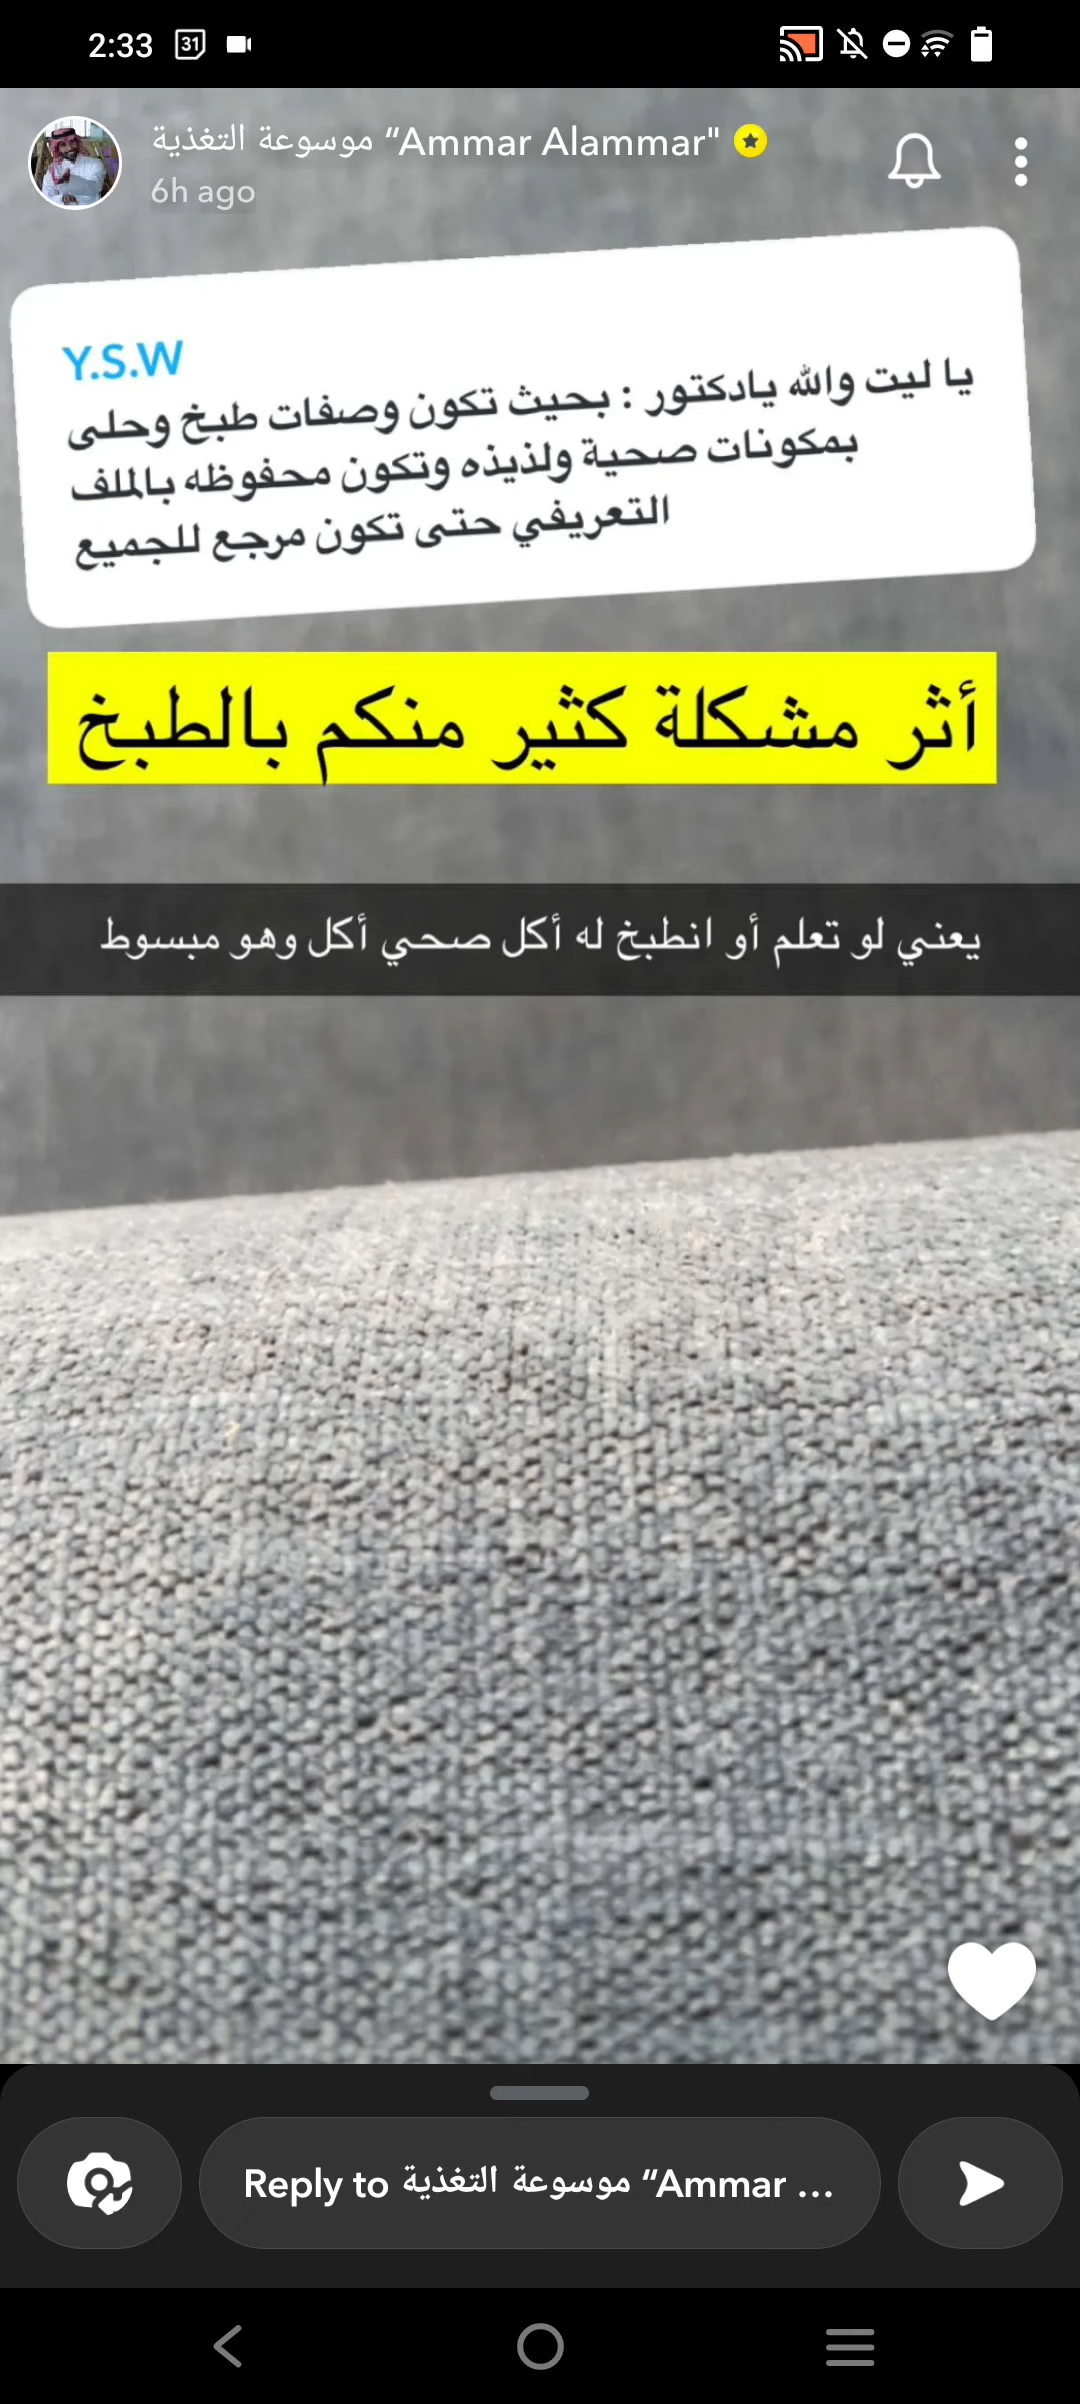 2:33
31
موسوعة التغذية “Ammar Alammar"
6h ago
Y.S.W
يا ليت والله يادكتور : بحيث تكون وصفات طبخ وحلى
بمكونات صحية ولذيذه وتكون محفوظه بالملف
التعريفي حتى تكون مرجع للجميع
أثر مشكلة كثير منكم بالطبخ
يعني لو تعلم أو انطبخ له أكل صحي أكل وهو مبسوط
Reply to موسوعة التغذية “Ammar ...